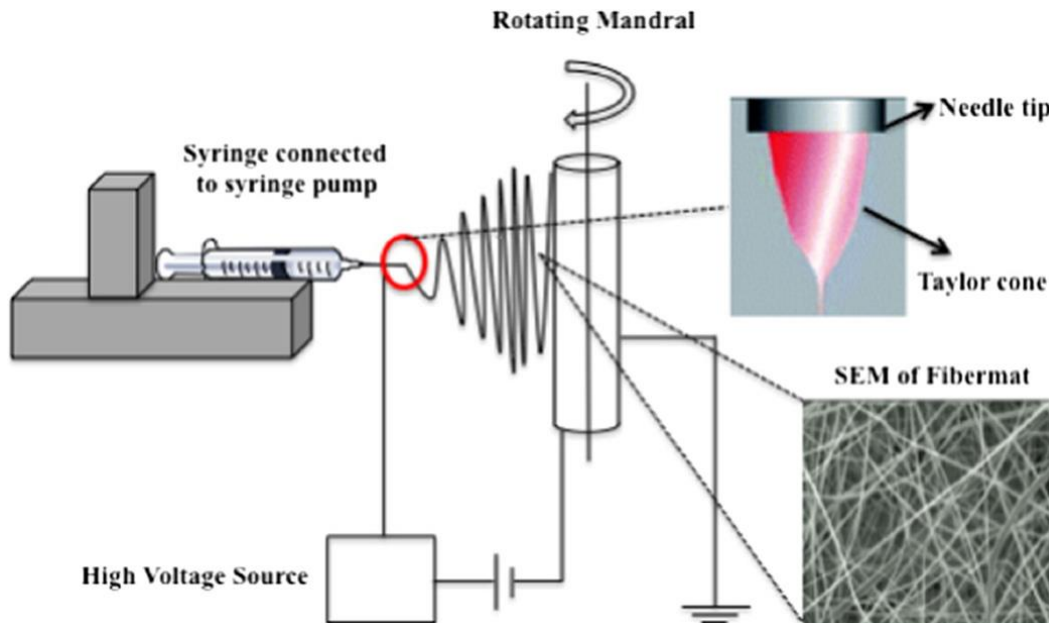 Rotating Mandral
Needle tip
Syringe connected
to syringe pump
Taylor cone
SEM of Fibermat
High Voltage Source